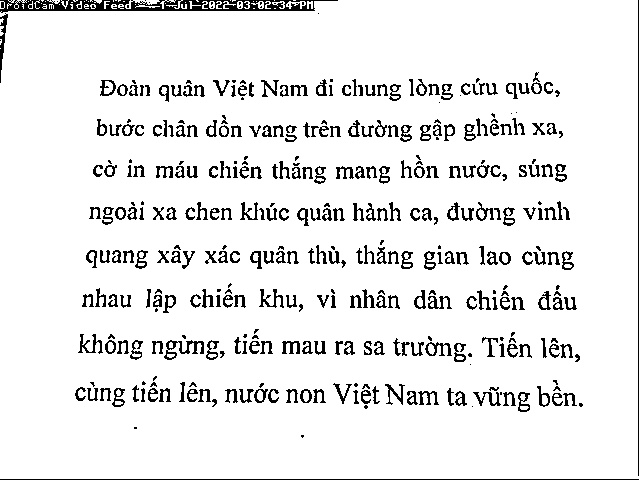 DroidCam Video Feed 1 Jul 2022 03:02:34 PM
Đoàn quân Việt Nam đi chung lòng cứu quốc,
bước chân dồn vang trên đường gập ghềnh xa,
cờ in máu chiến thắng mang hồn nước, súng
ngoài xa chen khúc quân hành ca, đường vinh
quang xây xác quân thù, thắng gian lao cùng
nhau lập chiến khu, vì nhân dân chiến đấu
không ngừng, tiến mau ra sa trường. Tiến lên,
cùng tiến lên, nước non Việt Nam ta vững bền.